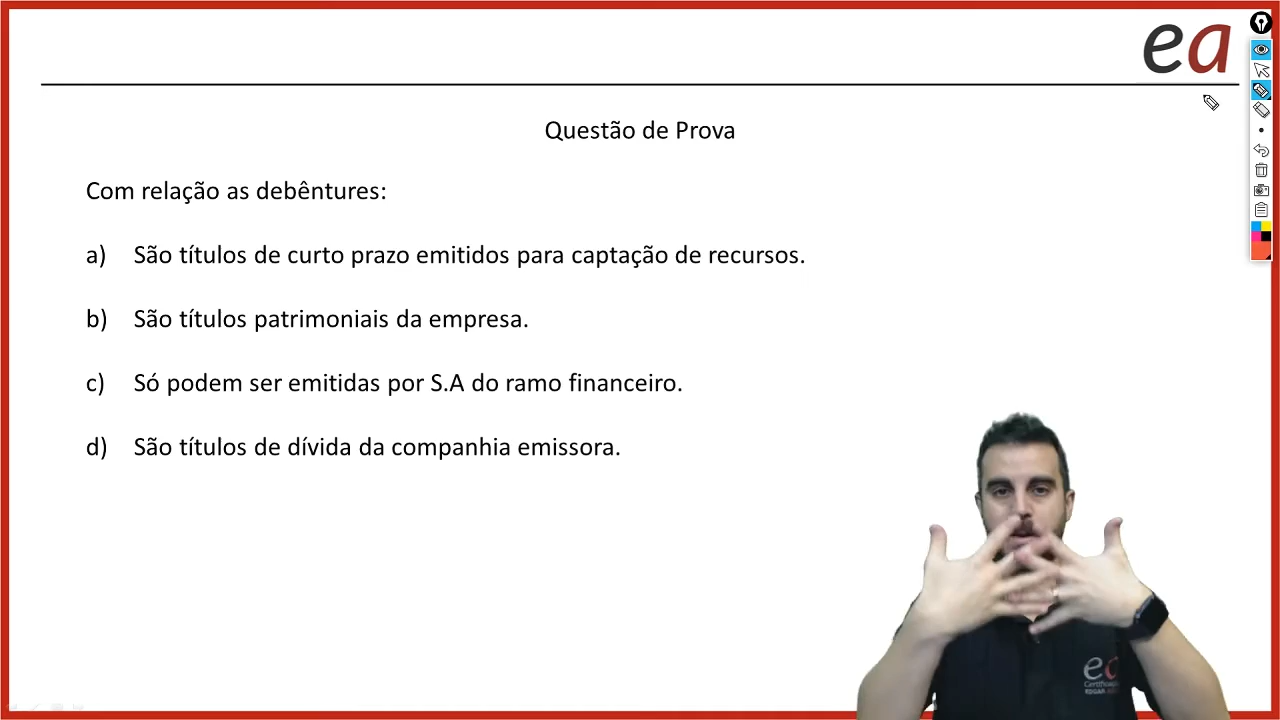 ea
Questão de Prova
Com relação as debêntures:
a) São títulos de curto prazo emitidos para captação de recursos.
b) São títulos patrimoniais da empresa.
c) Só podem ser emitidas por S.A do ramo financeiro.
d) São títulos de dívida da companhia emissora.
ea
EDGAR